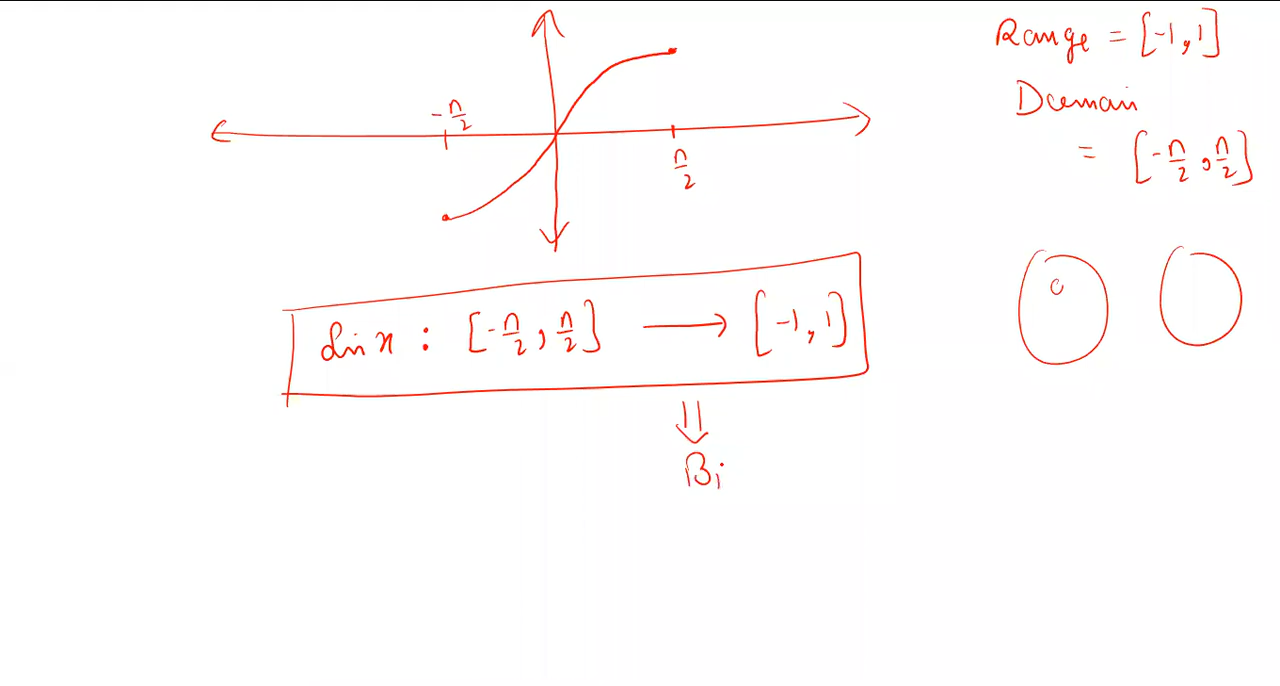 Range = [-1, 1]
Domain
= [-π/2, π/2]
-π/2
π/2
Sin x : [-π/2, π/2] → [-1, 1]
⇓
Bi